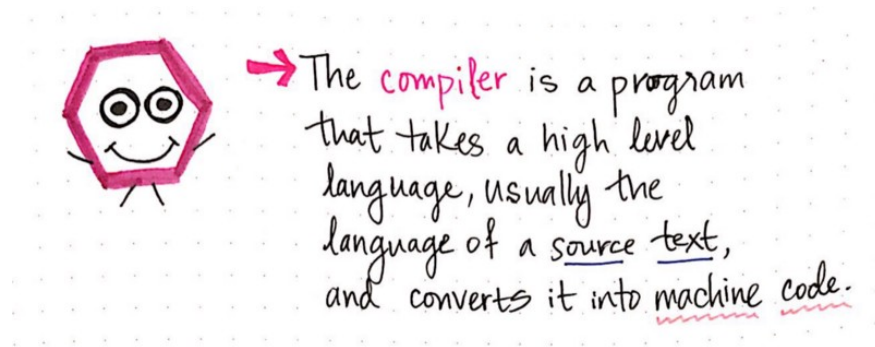 The compiler is a program
that takes a high level
language, usually the
language of a source text,
and converts it into machine code.